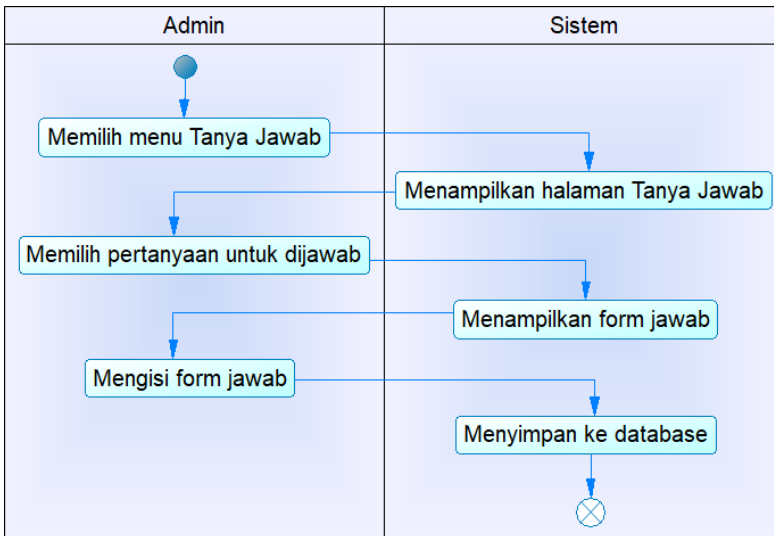 Admin
Sistem
Memilih menu Tanya Jawab
Menampilkan halaman Tanya Jawab
Memilih pertanyaan untuk dijawab
Menampilkan form jawab
Mengisi form jawab
Menyimpan ke database